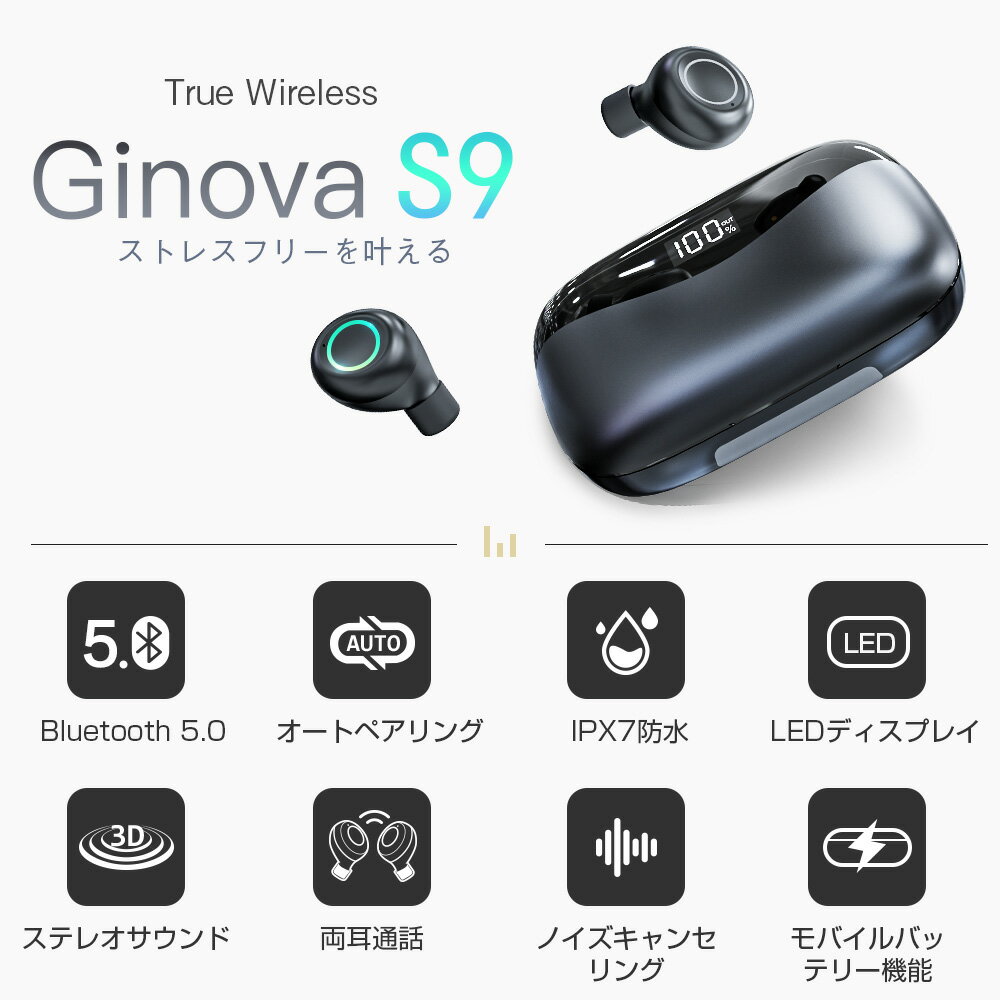 True Wireless
Ginova S9
ストレスフリーを叶える
100 OUT %
5.0
AUTO
LED
Bluetooth 5.0
オートペアリング
IPX7防水
LEDディスプレイ
3D
ステレオサウンド
両耳通話
ノイズキャンセ
リング
モバイルバッ
テリー機能